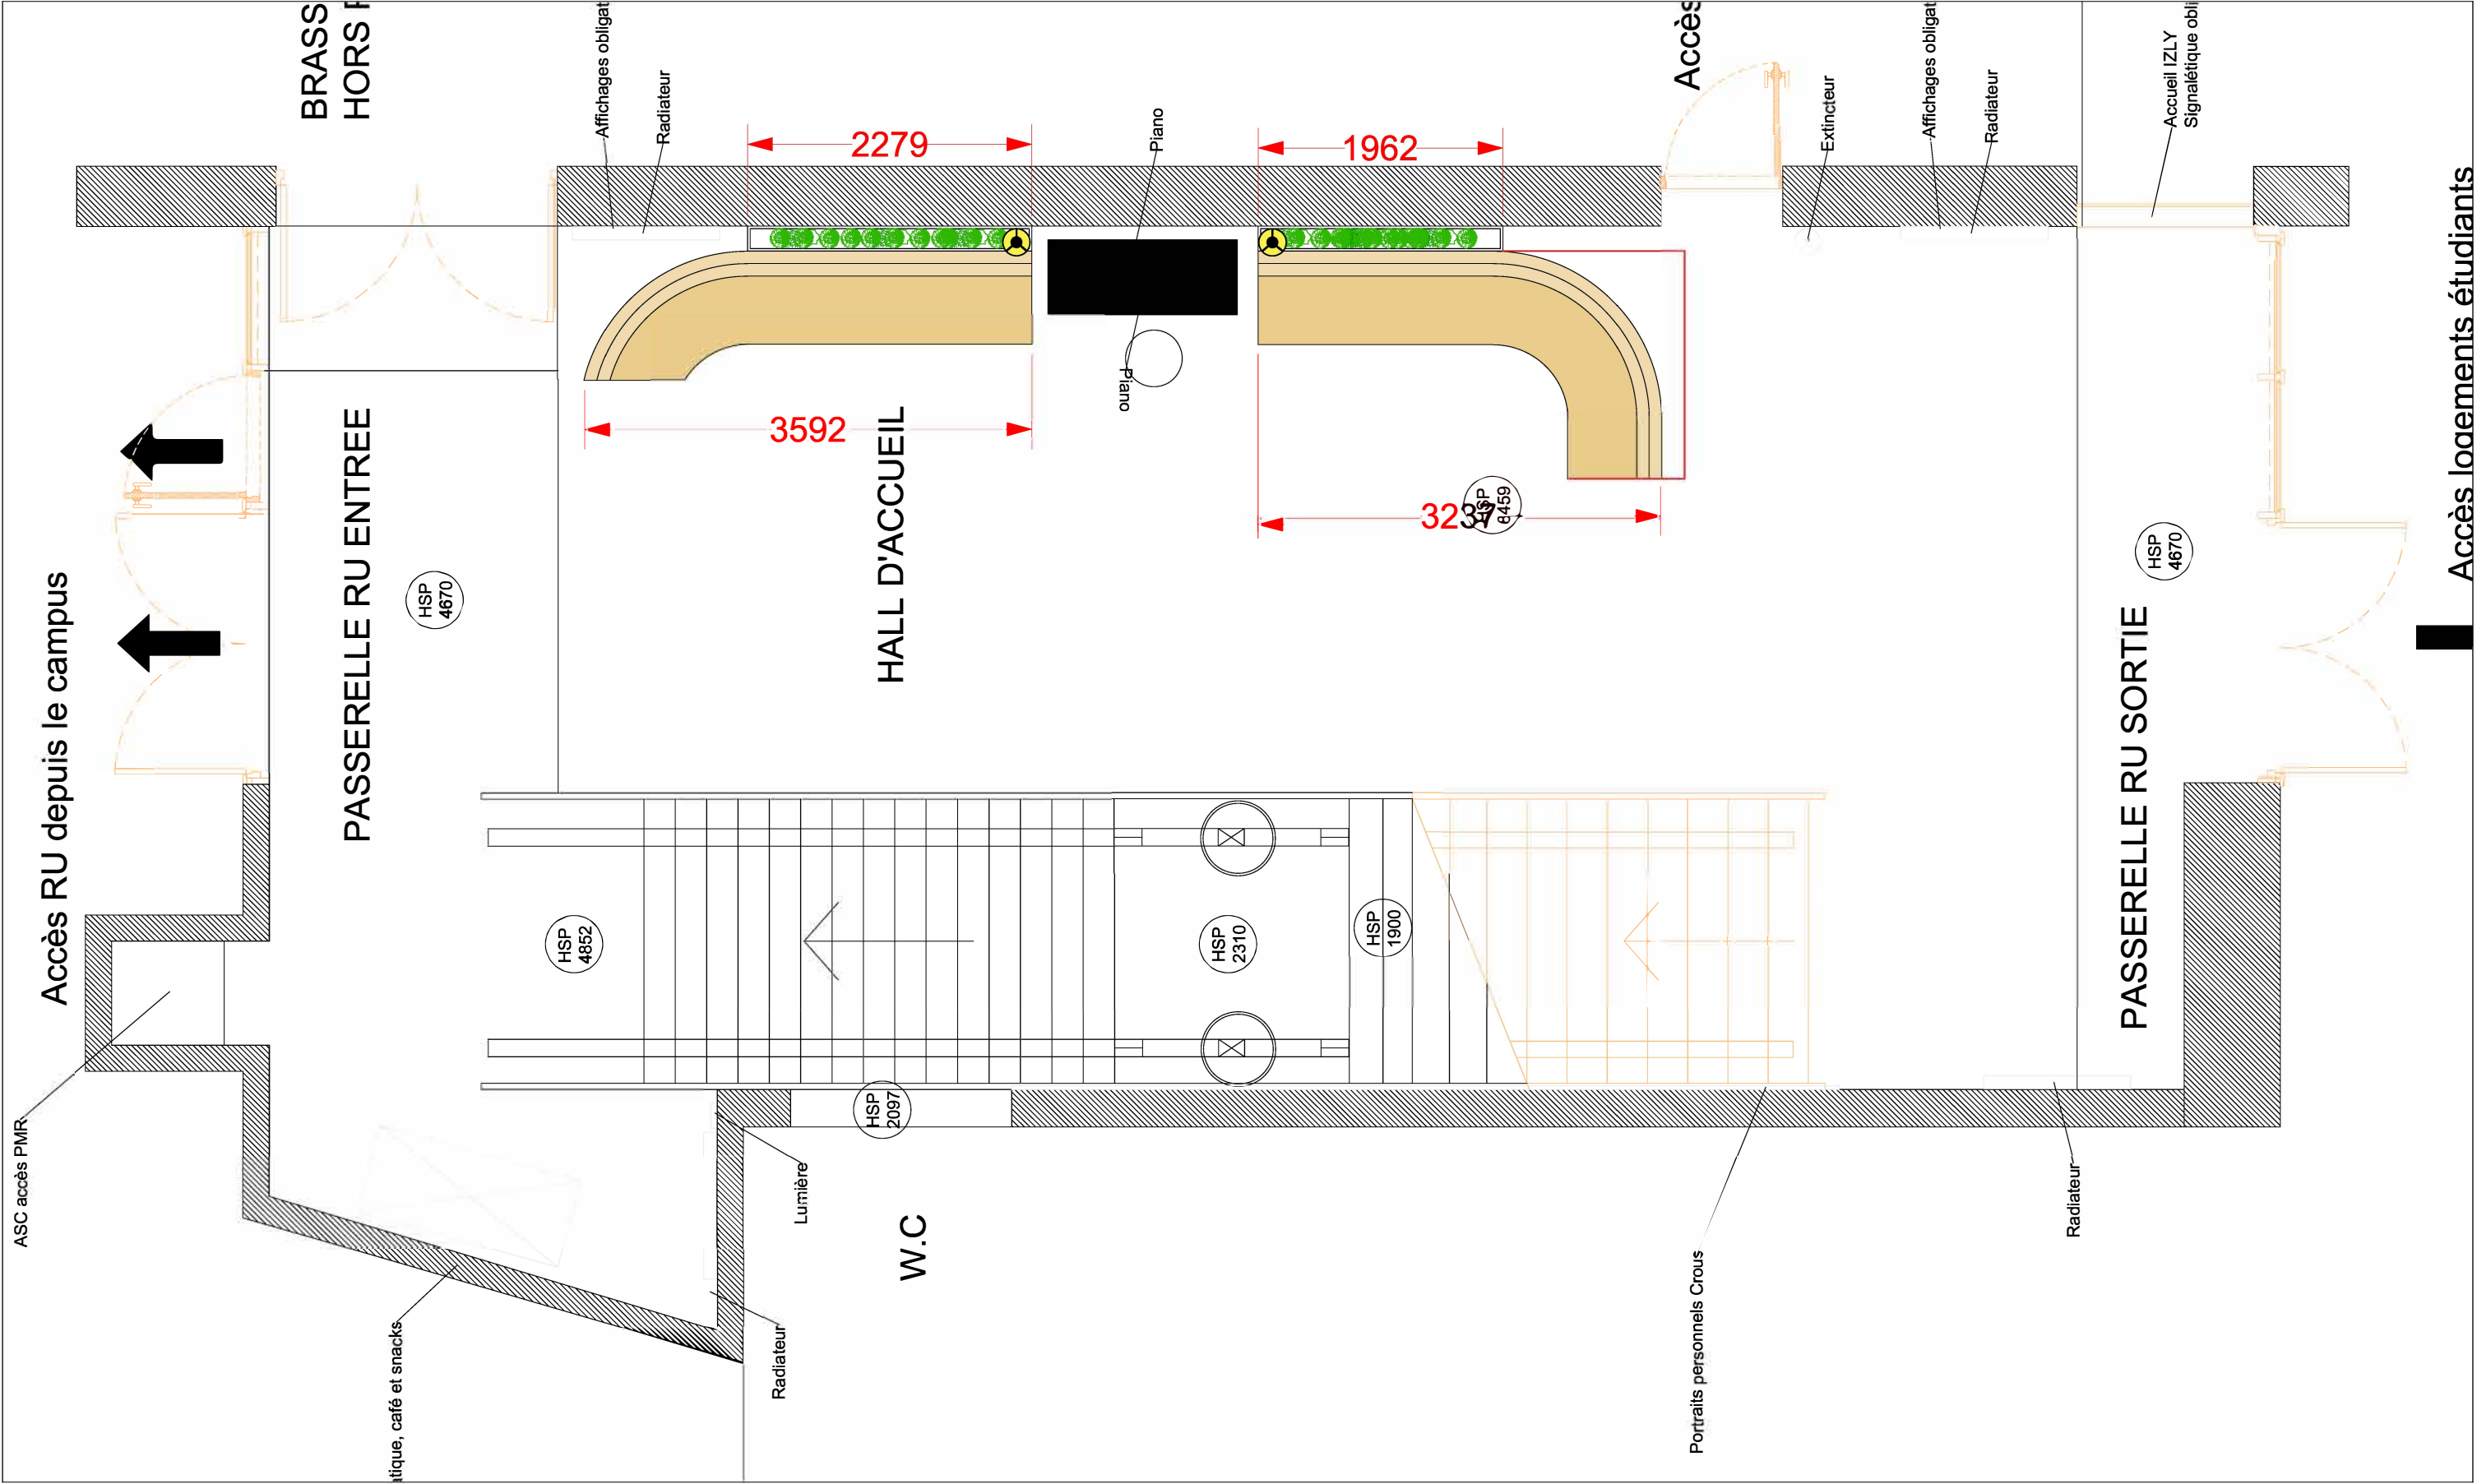 BRASS
HORS
Affichages obligat
Radiateur
2279
Piano
1962
Accès
Extincteur
Affichages obligat
Radiateur
Accueil IZLY
Signalétique obli
Accès logements étudiants
3592
Piano
HSP
6459
PASSERELLE RU ENTREE
HSP
4670
HALL D'ACCUEIL
HSP
4670
PASSERELLE RU SORTIE
Accès RU depuis le campus
HSP
4852
HSP
2310
HSP
1900
HSP
2097
ASC accès PMR
Lumière
W.C
Radiateur
tique, café et snacks
Radiateur
Portraits personnels Crous